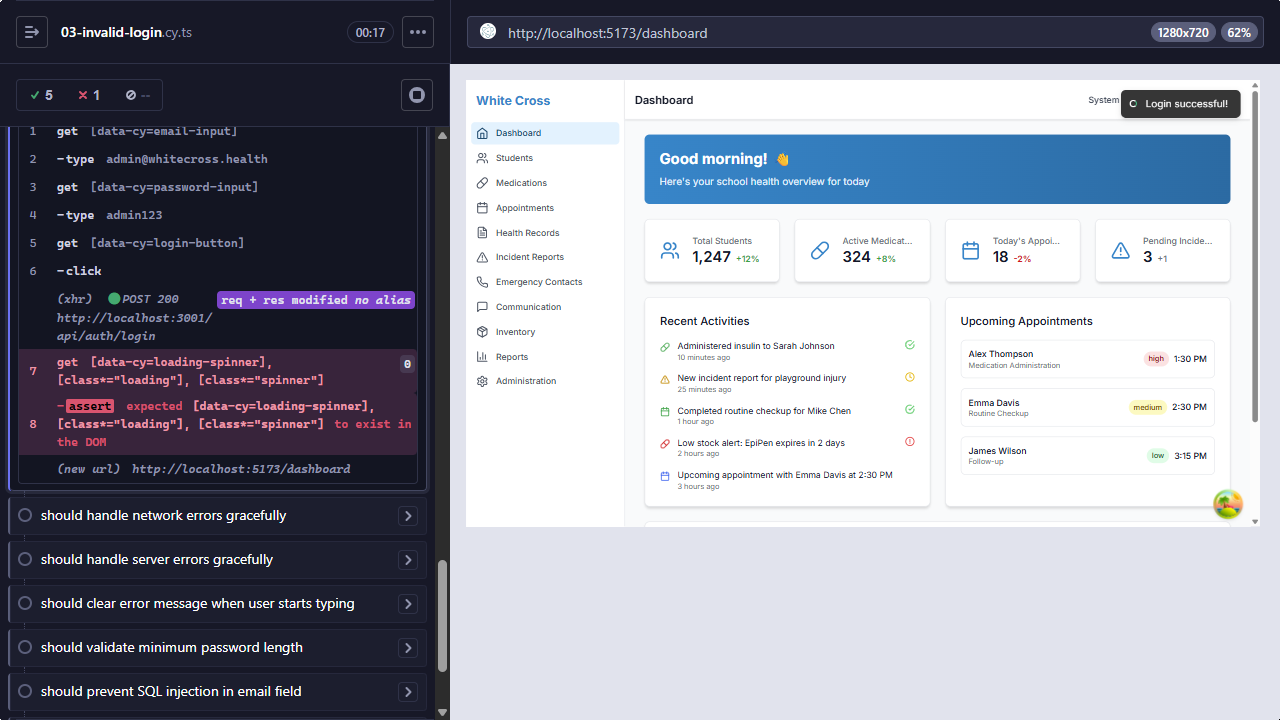 03-invalid-login.cy.ts
00:17
http://localhost:5173/dashboard
1280x720
62%
5
1
--
1 get [data-cy=email-input]
2 -type admin@whitecross.health
3 get [data-cy=password-input]
4 -type admin123
5 get [data-cy=login-button]
6 -click
(xhr) POST 200
http://localhost:3001/
api/auth/login
req + res modified no alias
7 get [data-cy=loading-spinner],
[class*="loading"], [class*="spinner"]
0
8 -assert expected [data-cy=loading-spinner],
[class*="loading"], [class*="spinner"] to exist in
the DOM
(new url) http://localhost:5173/dashboard
should handle network errors gracefully
should handle server errors gracefully
should clear error message when user starts typing
should validate minimum password length
should prevent SQL injection in email field
White Cross
Dashboard
Students
Medications
Appointments
Health Records
Incident Reports
Emergency Contacts
Communication
Inventory
Reports
Administration
Dashboard
System
Login successful!
Good morning! 👋
Here's your school health overview for today
Total Students
1,247 +12%
Active Medicat...
324 +8%
Today's Appoi...
18 -2%
Pending Incide...
3 +1
Recent Activities
Administered insulin to Sarah Johnson
10 minutes ago
New incident report for playground injury
25 minutes ago
Completed routine checkup for Mike Chen
1 hour ago
Low stock alert: EpiPen expires in 2 days
2 hours ago
Upcoming appointment with Emma Davis at 2:30 PM
3 hours ago
Upcoming Appointments
Alex Thompson
Medication Administration
high 1:30 PM
Emma Davis
Routine Checkup
medium 2:30 PM
James Wilson
Follow-up
low 3:15 PM